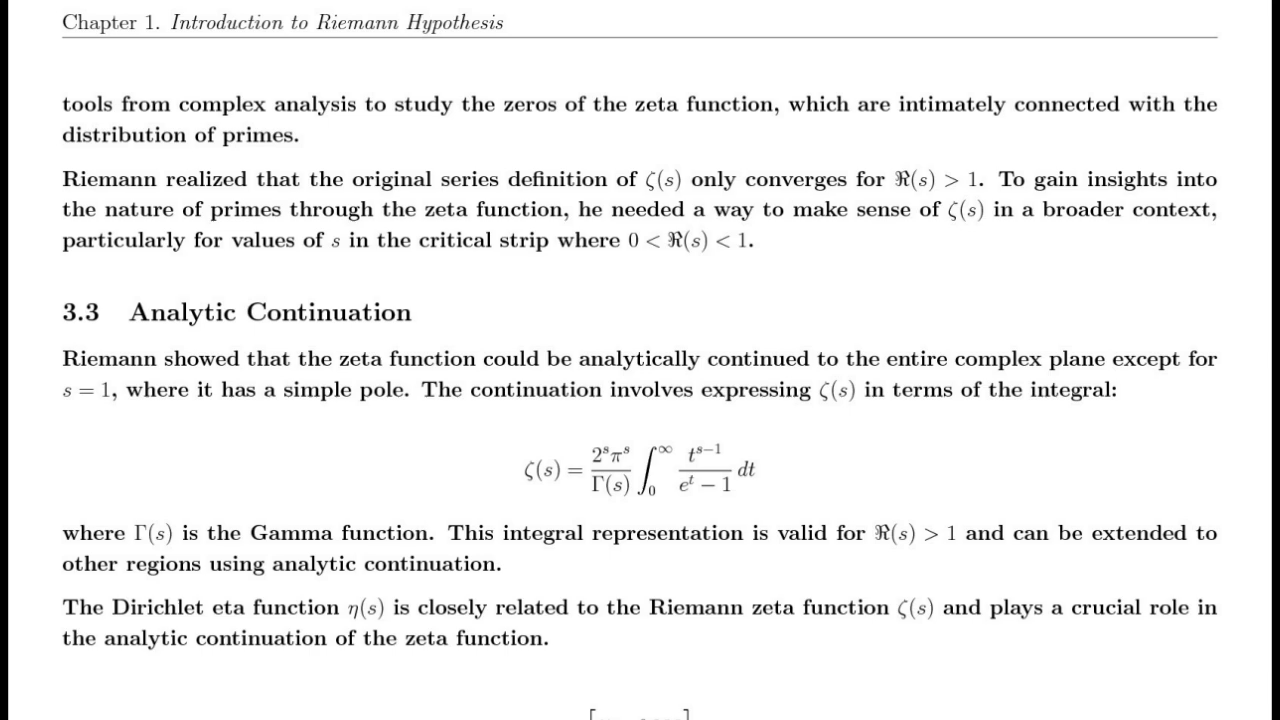 Chapter 1. Introduction to Riemann Hypothesis
tools from complex analysis to study the zeros of the zeta function, which are intimately connected with the
distribution of primes.
Riemann realized that the original series definition of ζ(s) only converges for ℜ(s) > 1. To gain insights into
the nature of primes through the zeta function, he needed a way to make sense of ζ(s) in a broader context,
particularly for values of s in the critical strip where 0 < ℜ(s) < 1.
3.3 Analytic Continuation
Riemann showed that the zeta function could be analytically continued to the entire complex plane except for
s = 1, where it has a simple pole. The continuation involves expressing ζ(s) in terms of the integral:
ζ(s) = \frac{2^s π^s}{Γ(s)} \int_0^∞ \frac{t^{s-1}}{e^t - 1} dt
where Γ(s) is the Gamma function. This integral representation is valid for ℜ(s) > 1 and can be extended to
other regions using analytic continuation.
The Dirichlet eta function η(s) is closely related to the Riemann zeta function ζ(s) and plays a crucial role in
the analytic continuation of the zeta function.